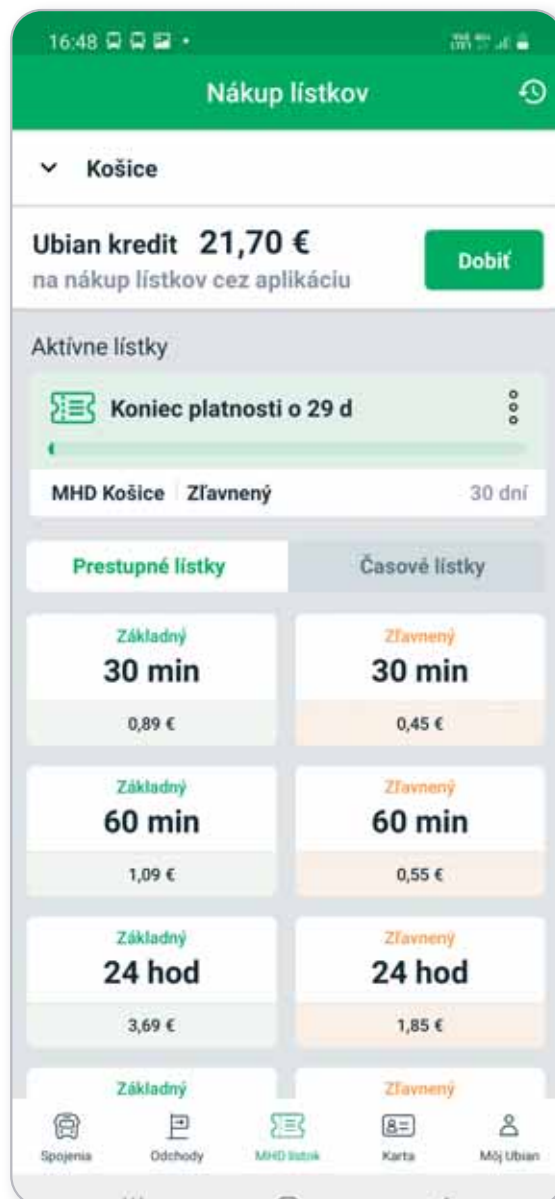 16:48
Nákup lístkov
Košice
Ubian kredit 21,70 €
na nákup lístkov cez aplikáciu
Dobiť
Aktívne lístky
Koniec platnosti o 29 d
MHD Košice Zľavnený 30 dní
Prestupné lístky Časové lístky
Základný Zľavnený
30 min 30 min
0,89 € 0,45 €
Základný Zľavnený
60 min 60 min
1,09 € 0,55 €
Základný Zľavnený
24 hod 24 hod
3,69 € 1,85 €
Základný Zľavnený
Spojenia Odchody MHD lístok Karta Môj Ubian